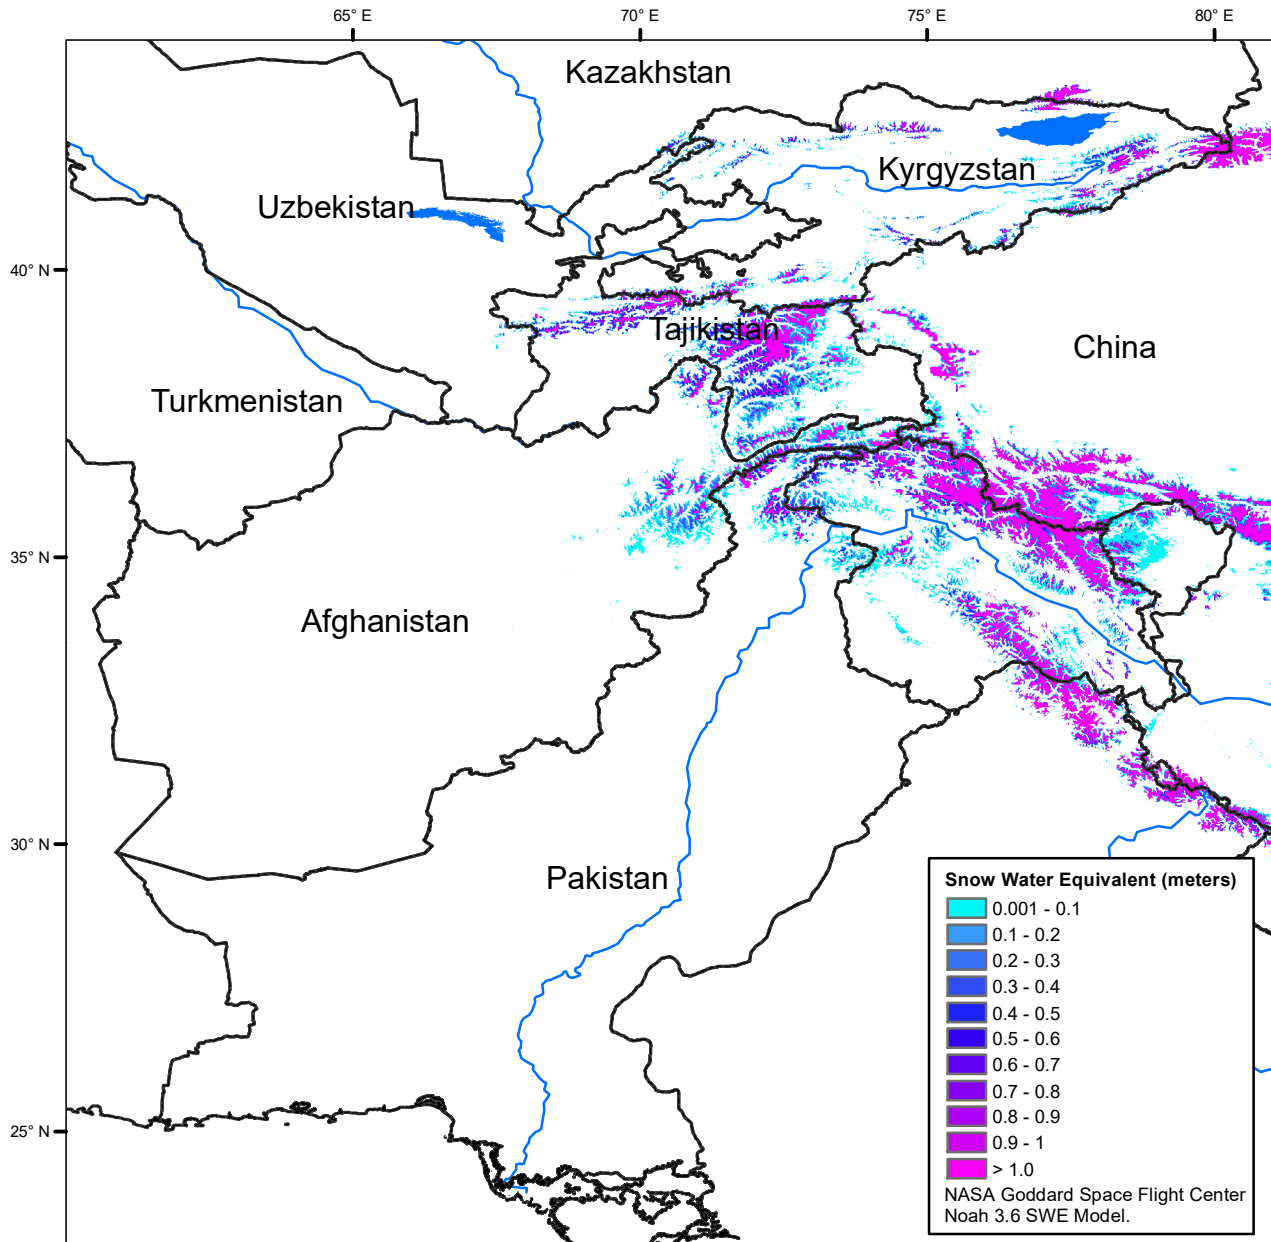 65° E
70° E
75° E
80° E
Kazakhstan
Kyrgyzstan
Uzbekistan
40° N
Tajikistan
China
Turkmenistan
35° N
Afghanistan
30° N
Pakistan
25° N
Snow Water Equivalent (meters)
0.001 - 0.1
0.1 - 0.2
0.2 - 0.3
0.3 - 0.4
0.4 - 0.5
0.5 - 0.6
0.6 - 0.7
0.7 - 0.8
0.8 - 0.9
0.9 - 1
> 1.0
NASA Goddard Space Flight Center
Noah 3.6 SWE Model.